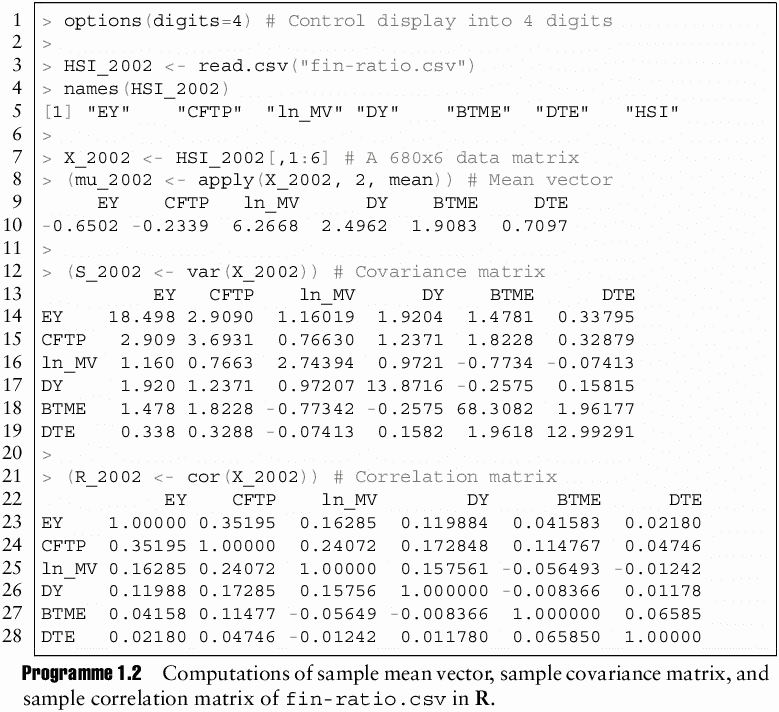 1 > options(digits=4) # Control display into 4 digits
2 >
3 > HSI_2002 <- read.csv("fin-ratio.csv")
4 > names(HSI_2002)
5 [1] "EY" "CFTP" "ln_MV" "DY" "BTME" "DTE" "HSI"
6 >
7 > X_2002 <- HSI_2002[,1:6] # A 680x6 data matrix
8 > (mu_2002 <- apply(X_2002, 2, mean)) # Mean vector
9 EY CFTP ln_MV DY BTME DTE
10 -0.6502 -0.2339 6.2668 2.4962 1.9083 0.7097
11 >
12 > (S_2002 <- var(X_2002)) # Covariance matrix
13 EY CFTP ln_MV DY BTME DTE
14 EY 18.498 2.9090 1.16019 1.9204 1.4781 0.33795
15 CFTP 2.909 3.6931 0.76630 1.2371 1.8228 0.32879
16 ln_MV 1.160 0.7663 2.74394 0.9721 -0.7734 -0.07413
17 DY 1.920 1.2371 0.97207 13.8716 -0.2575 0.15815
18 BTME 1.478 1.8228 -0.77342 -0.2575 68.3082 1.96177
19 DTE 0.338 0.3288 -0.07413 0.1582 1.9618 12.99291
20 >
21 > (R_2002 <- cor(X_2002)) # Correlation matrix
22 EY CFTP ln_MV DY BTME DTE
23 EY 1.00000 0.35195 0.16285 0.119884 0.041583 0.02180
24 CFTP 0.35195 1.00000 0.24072 0.172848 0.114767 0.04746
25 ln_MV 0.16285 0.24072 1.00000 0.157561 -0.056493 -0.01242
26 DY 0.11988 0.17285 0.15756 1.000000 -0.008366 0.01178
27 BTME 0.04158 0.11477 -0.05649 -0.008366 1.000000 0.06585
28 DTE 0.02180 0.04746 -0.01242 0.011780 0.065850 1.00000
Programme 1.2 Computations of sample mean vector, sample covariance matrix, and
sample correlation matrix of fin-ratio.csv in R.